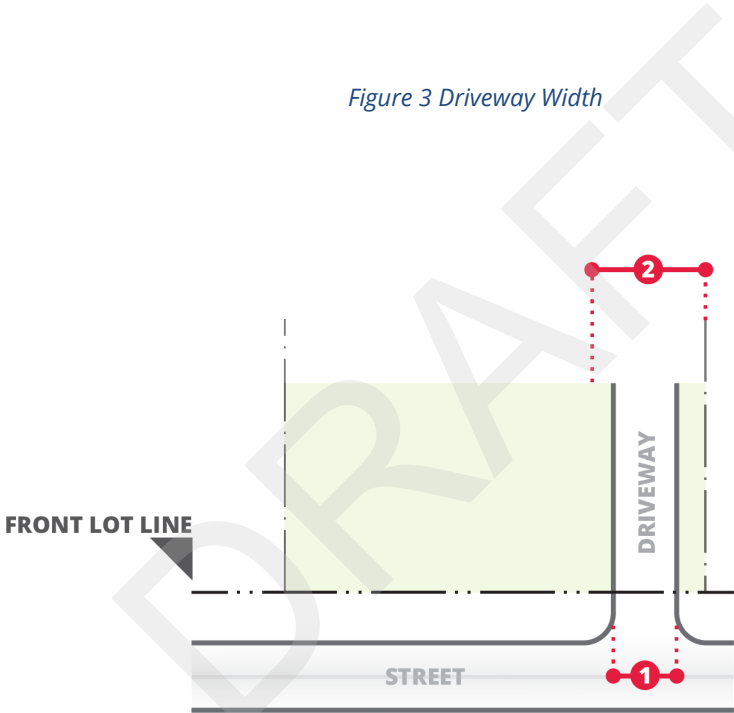 Figure 3 Driveway Width
2
DRIVEWAY
FRONT LOT LINE
STREET
1
DRAFT